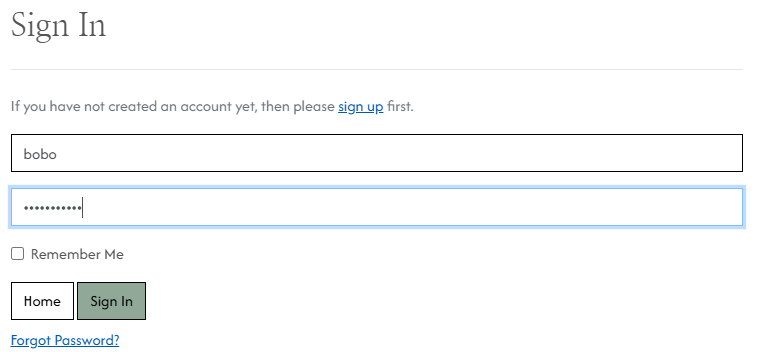 Sign In
If you have not created an account yet, then please sign up first.
bobo
•••••••••••
Remember Me
Home Sign In
Forgot Password?